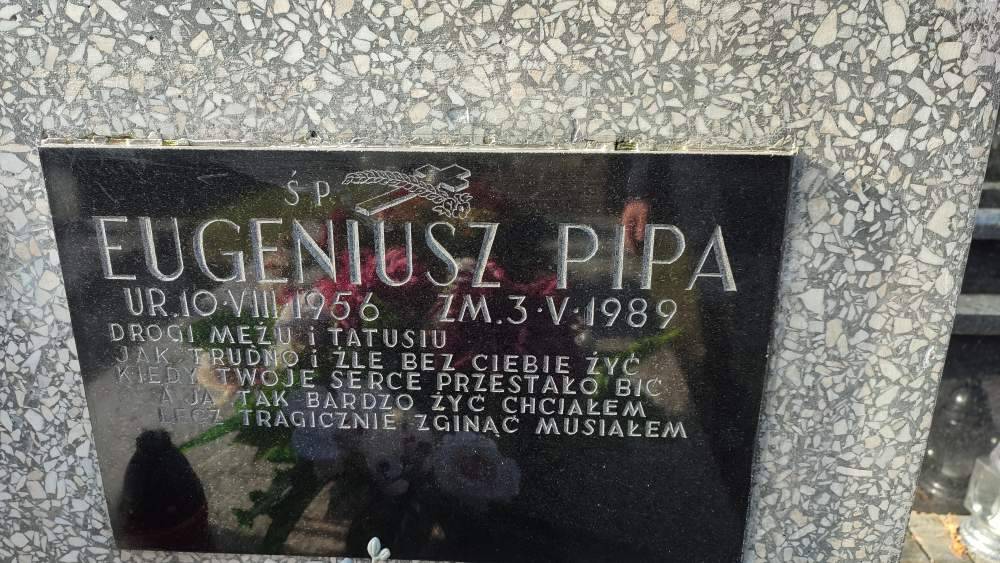 Ś P.
EUGENIUSZ PIPA
UR. 10·VIII 1956 ZM. 3·V·1989
DROGI MĘŻU i TATUSIU
JAK TRUDNO i ŹLE BEZ CIEBIE ŻYĆ
KIEDY TWOJE SERCE PRZESTAŁO BIĆ
A JA TAK BARDZO ŻYĆ CHCIAŁEM
LECZ TRAGICZNIE ZGINĄĆ MUSIAŁEM